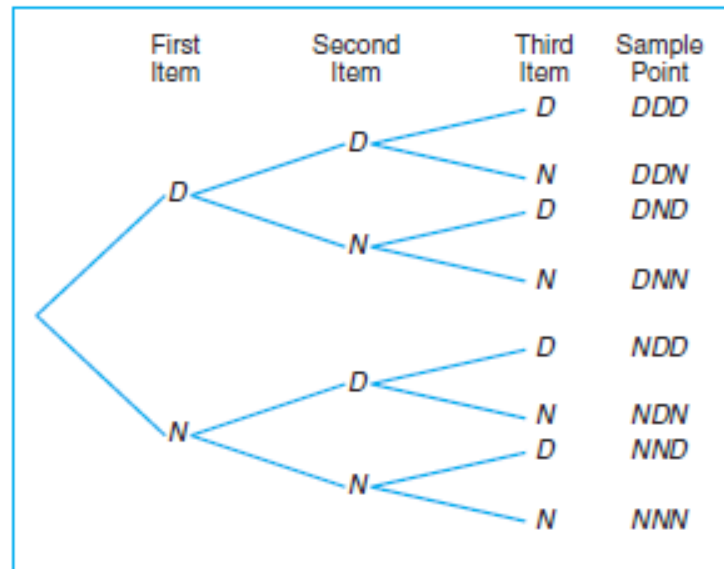 First Second Third Sample
Item Item Item Point
D DDD
D
N DDN
D
D DND
N
N DNN
D NDD
D
N NDN
N
D NND
N
N NNN